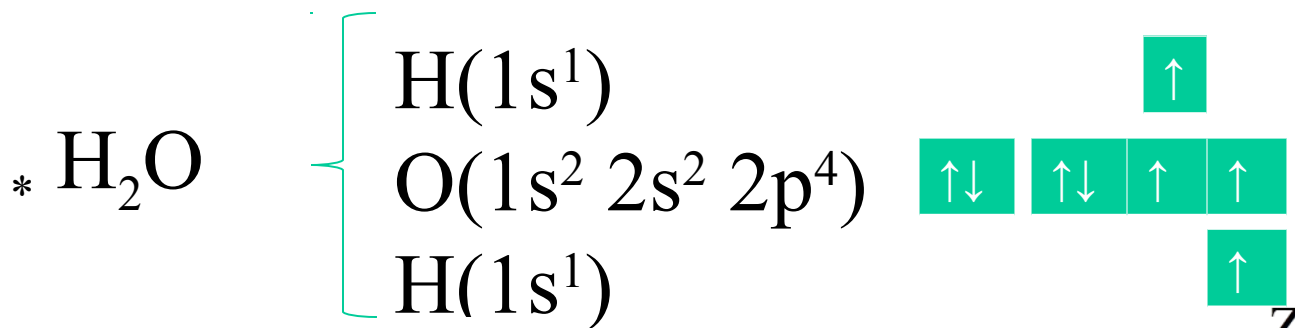 H(1s¹) ↑
* H₂O
O(1s² 2s² 2p⁴) ↑↓ ↑↓ ↑ ↑
H(1s¹) ↑